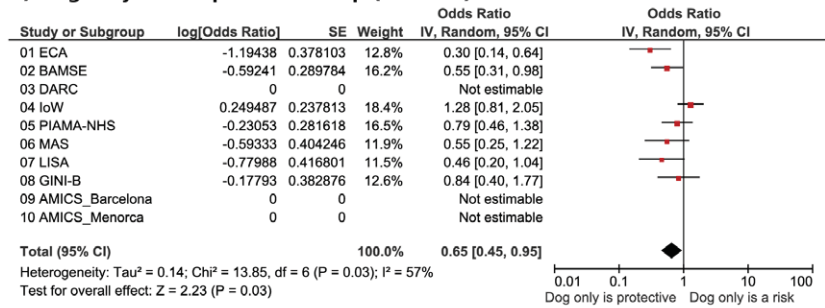 Odds Ratio Odds Ratio
Study or Subgroup log[Odds Ratio] SE Weight IV, Random, 95% CI IV, Random, 95% CI
01 ECA -1.19438 0.378103 12.8% 0.30 [0.14, 0.64]
02 BAMSE -0.59241 0.289784 16.2% 0.55 [0.31, 0.98]
03 DARC 0 0 Not estimable
04 IoW 0.249487 0.237813 18.4% 1.28 [0.81, 2.05]
05 PIAMA-NHS -0.23053 0.281618 16.5% 0.79 [0.46, 1.38]
06 MAS -0.59333 0.404246 11.9% 0.55 [0.25, 1.22]
07 LISA -0.77988 0.416801 11.5% 0.46 [0.20, 1.04]
08 GINI-B -0.17793 0.382876 12.6% 0.84 [0.40, 1.77]
09 AMICS_Barcelona 0 0 Not estimable
10 AMICS_Menorca 0 0 Not estimable
Total (95% CI) 100.0% 0.65 [0.45, 0.95]
Heterogeneity: Tau² = 0.14; Chi² = 13.85, df = 6 (P = 0.03); I² = 57%
Test for overall effect: Z = 2.23 (P = 0.03)
0.01 0.1 1 10 100
Dog only is protective Dog only is a risk